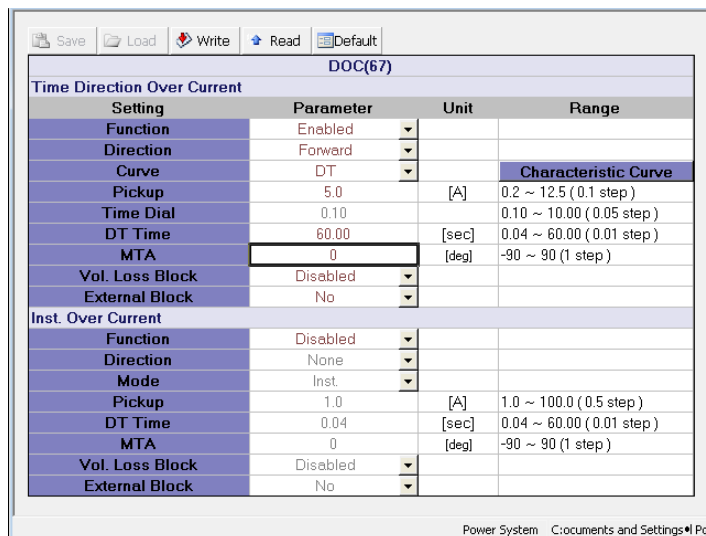 Save Load Write Read Default
DOC(67)
Time Direction Over Current
Setting Parameter Unit Range
Function Enabled
Direction Forward
Curve DT Characteristic Curve
Pickup 5.0 [A] 0.2 ~ 12.5 ( 0.1 step )
Time Dial 0.10 0.10 ~ 10.00 ( 0.05 step )
DT Time 60.00 [sec] 0.04 ~ 60.00 ( 0.01 step )
MTA 0 [deg] -90 ~ 90 (1 step )
Vol. Loss Block Disabled
External Block No
Inst. Over Current
Function Disabled
Direction None
Mode Inst.
Pickup 1.0 [A] 1.0 ~ 100.0 ( 0.5 step )
DT Time 0.04 [sec] 0.04 ~ 60.00 ( 0.01 step )
MTA 0 [deg] -90 ~ 90 (1 step )
Vol. Loss Block Disabled
External Block No
Power System C:ocuments and Settings Po